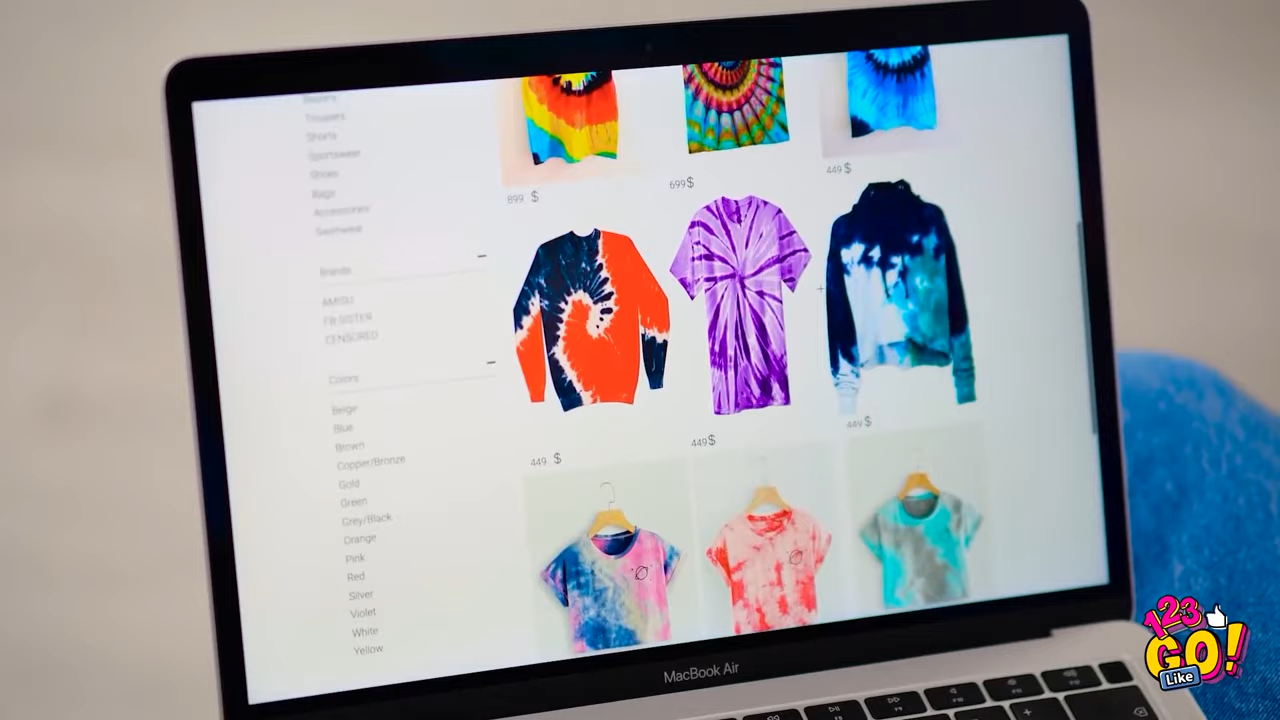 Trousers
Shorts
Sportswear
Shoes
Bags
Accessories
Swimwear
Brands
AMISU
FB SISTER
CENSORED
Colors
Beige
Blue
Brown
Copper/Bronze
Gold
Green
Grey/Black
Orange
Pink
Red
Silver
Violet
White
Yellow
899 $
699$
449$
449 $
449$
449$
MacBook Air
123
GO!
Like